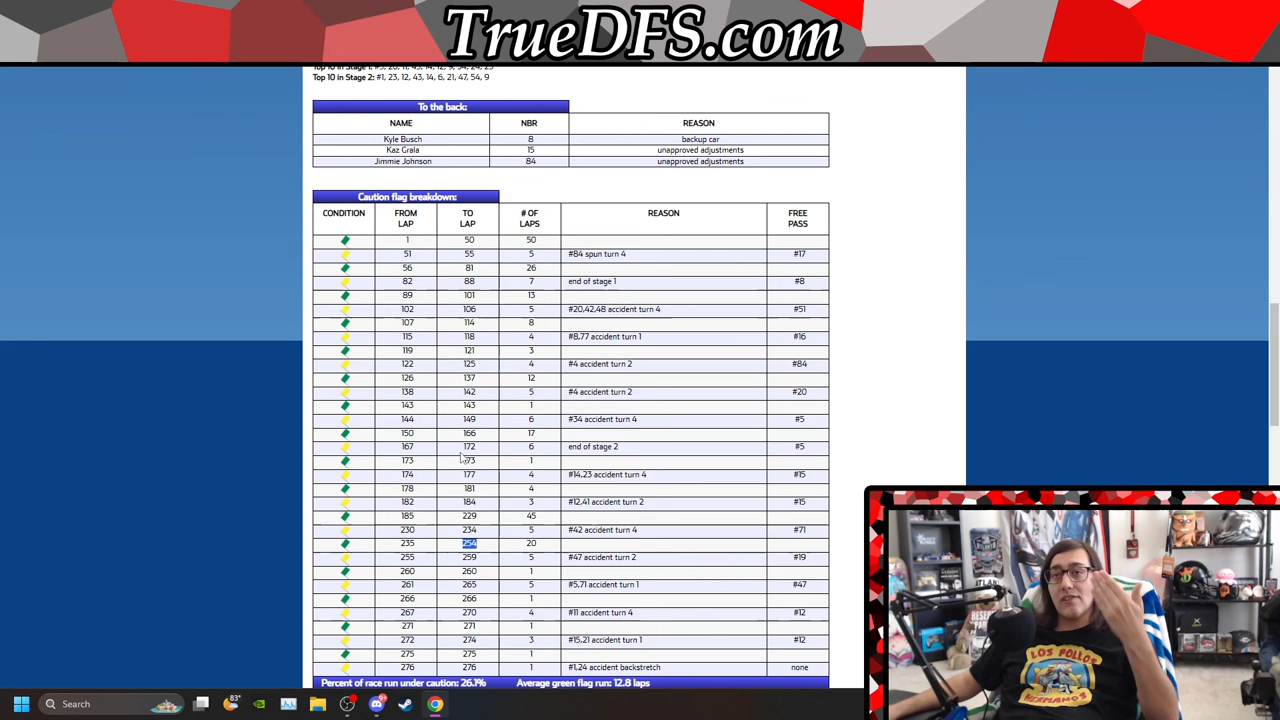 TrueDFS.com
Top 10 in Stage 2: #1, 23, 12, 43, 14, 6, 21, 47, 54, 9
To the back:
NAME NBR REASON
Kyle Busch 8 backup car
Kaz Grala 15 unapproved adjustments
Jimmie Johnson 84 unapproved adjustments
Caution flag breakdown:
CONDITION FROM LAP TO LAP # OF LAPS REASON FREE PASS
1 50 50
51 55 5 #84 spun turn 4 #17
56 81 26
82 88 7 end of stage 1 #8
89 101 13
102 106 5 #20,42,48 accident turn 4 #51
107 114 8
115 118 4 #8,77 accident turn 1 #16
119 121 3
122 125 4 #4 accident turn 2 #84
126 137 12
138 142 5 #4 accident turn 2 #20
143 143 1
144 149 6 #34 accident turn 4 #5
150 166 17
167 172 6 end of stage 2 #5
173 173 1
174 177 4 #14,23 accident turn 4 #15
178 181 4
182 184 3 #12,41 accident turn 2 #15
185 229 45
230 234 5 #42 accident turn 4 #71
235 254 20
255 259 5 #47 accident turn 2 #19
260 260 1
261 265 5 #5,71 accident turn 1 #47
266 266 1
267 270 4 #11 accident turn 4 #12
271 271 1
272 274 3 #15,21 accident turn 1 #12
275 275 1
276 276 1 #1,24 accident backstretch none
Percent of race run under caution: 26.1% Average green flag run: 12.8 laps
LOS POLLOS
HERMANOS
Search
83°